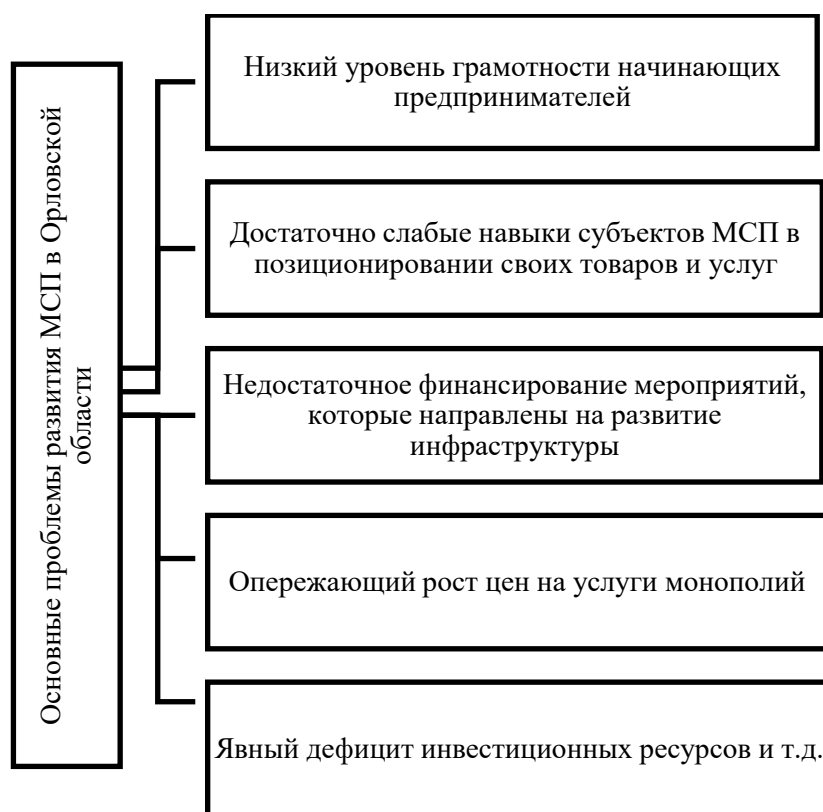 Основные проблемы развития МСП в Орловской
области
Низкий уровень грамотности начинающих
предпринимателей
Достаточно слабые навыки субъектов МСП в
позиционировании своих товаров и услуг
Недостаточное финансирование мероприятий,
которые направлены на развитие
инфраструктуры
Опережающий рост цен на услуги монополий
Явный дефицит инвестиционных ресурсов и т.д.